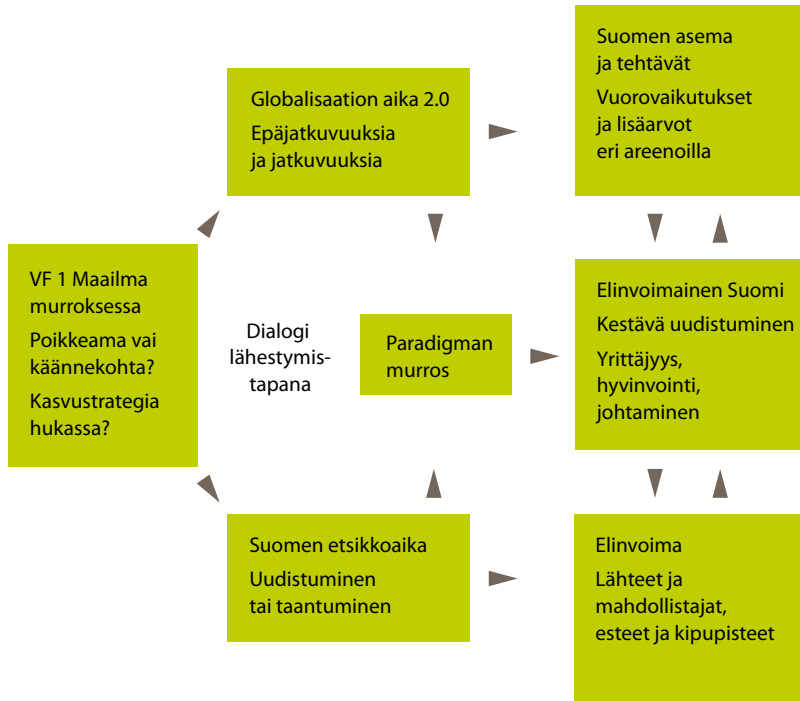 VF 1 Maailma
murroksessa
Poikkeama vai
käännekohta?
Kasvustrategia
hukassa?
Globalisaation aika 2.0
Epäjatkuvuuksia
ja jatkuvuuksia
Dialogi
lähestymis-
tapana
Paradigman
murros
Suomen etsikkoaika
Uudistuminen
tai taantuminen
Suomen asema
ja tehtävät
Vuorovaikutukset
ja lisäarvot
eri areenoilla
Elinvoimainen Suomi
Kestävä uudistuminen
Yrittäjyys,
hyvinvointi,
johtaminen
Elinvoima
Lähteet ja
mahdollistajat,
esteet ja kipupisteet